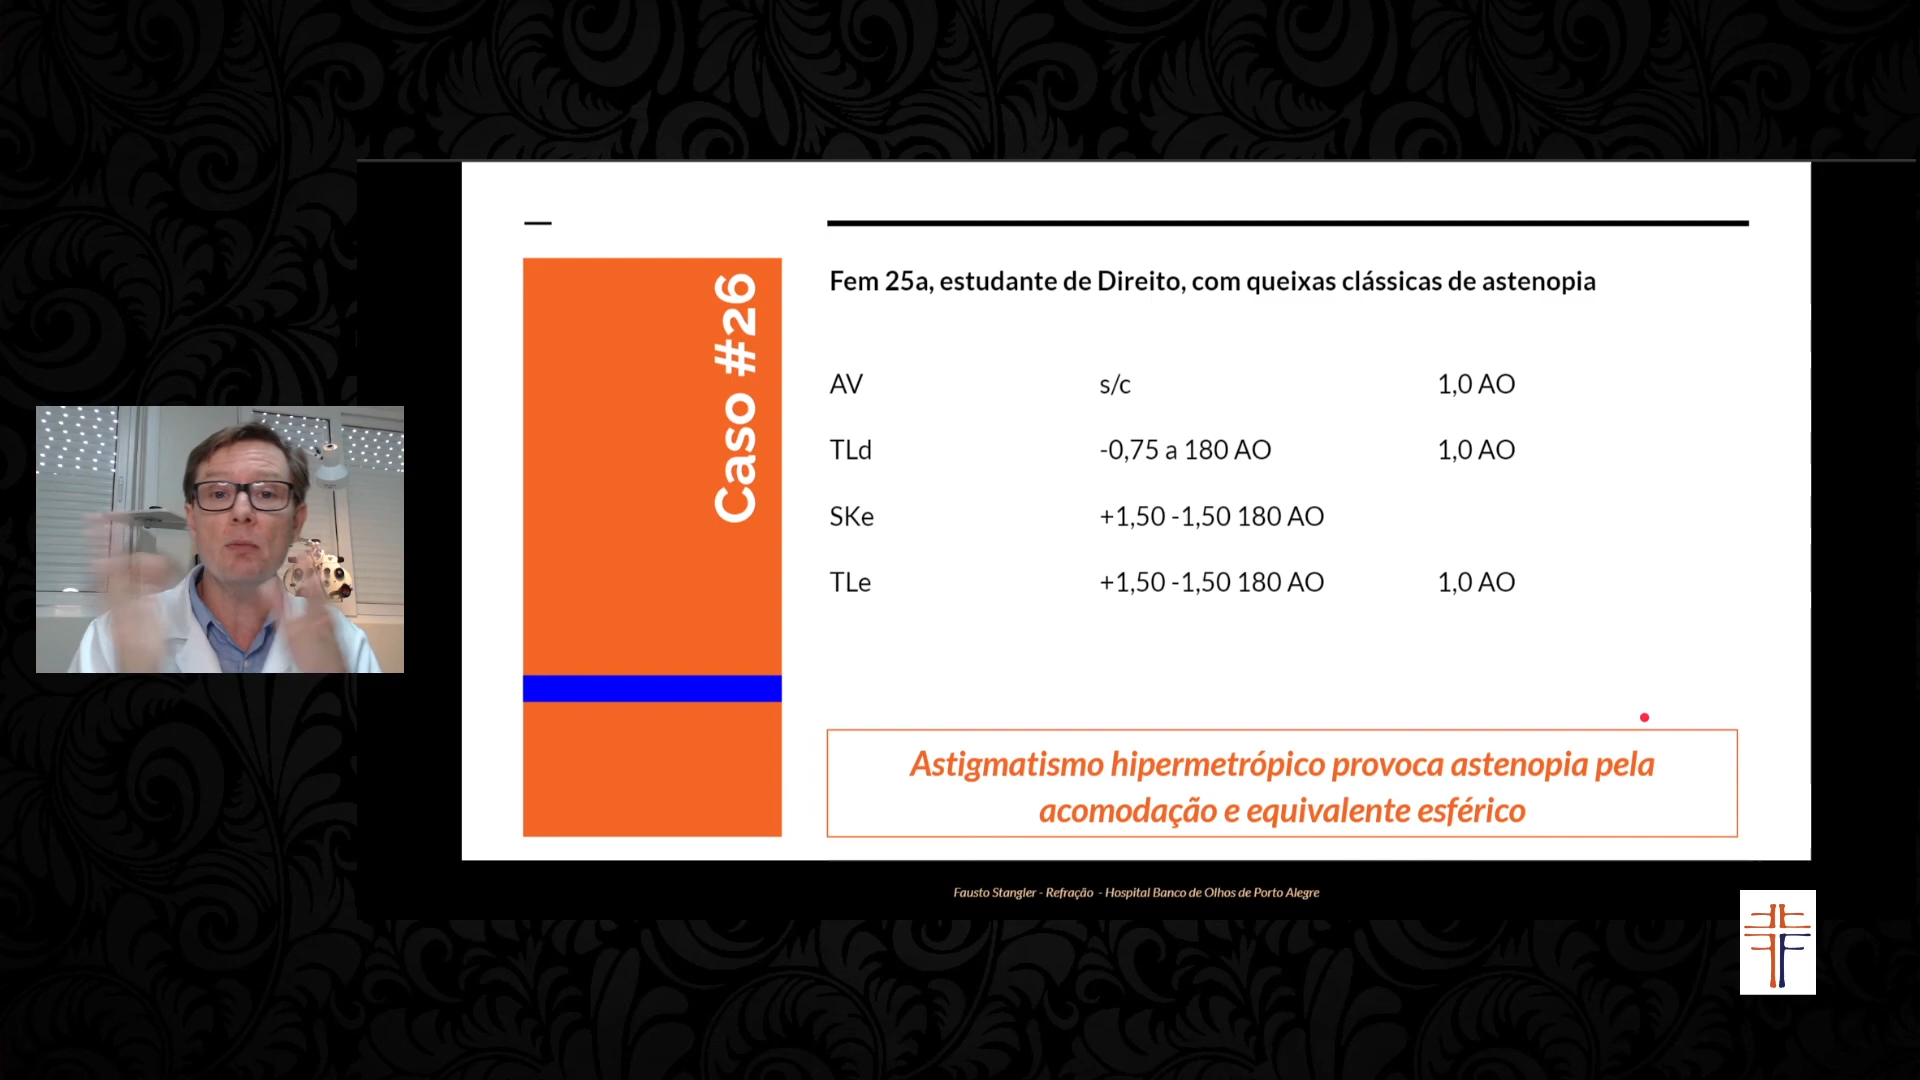 Caso #26
Fem 25a, estudante de Direito, com queixas clássicas de astenopia
AV s/c 1,0 AO
TLd -0,75 a 180 AO 1,0 AO
SKe +1,50 -1,50 180 AO
TLe +1,50 -1,50 180 AO 1,0 AO
Astigmatismo hipermetrópico provoca astenopia pela
acomodação e equivalente esférico
Fausto Stangler - Refração - Hospital Banco de Olhos de Porto Alegre